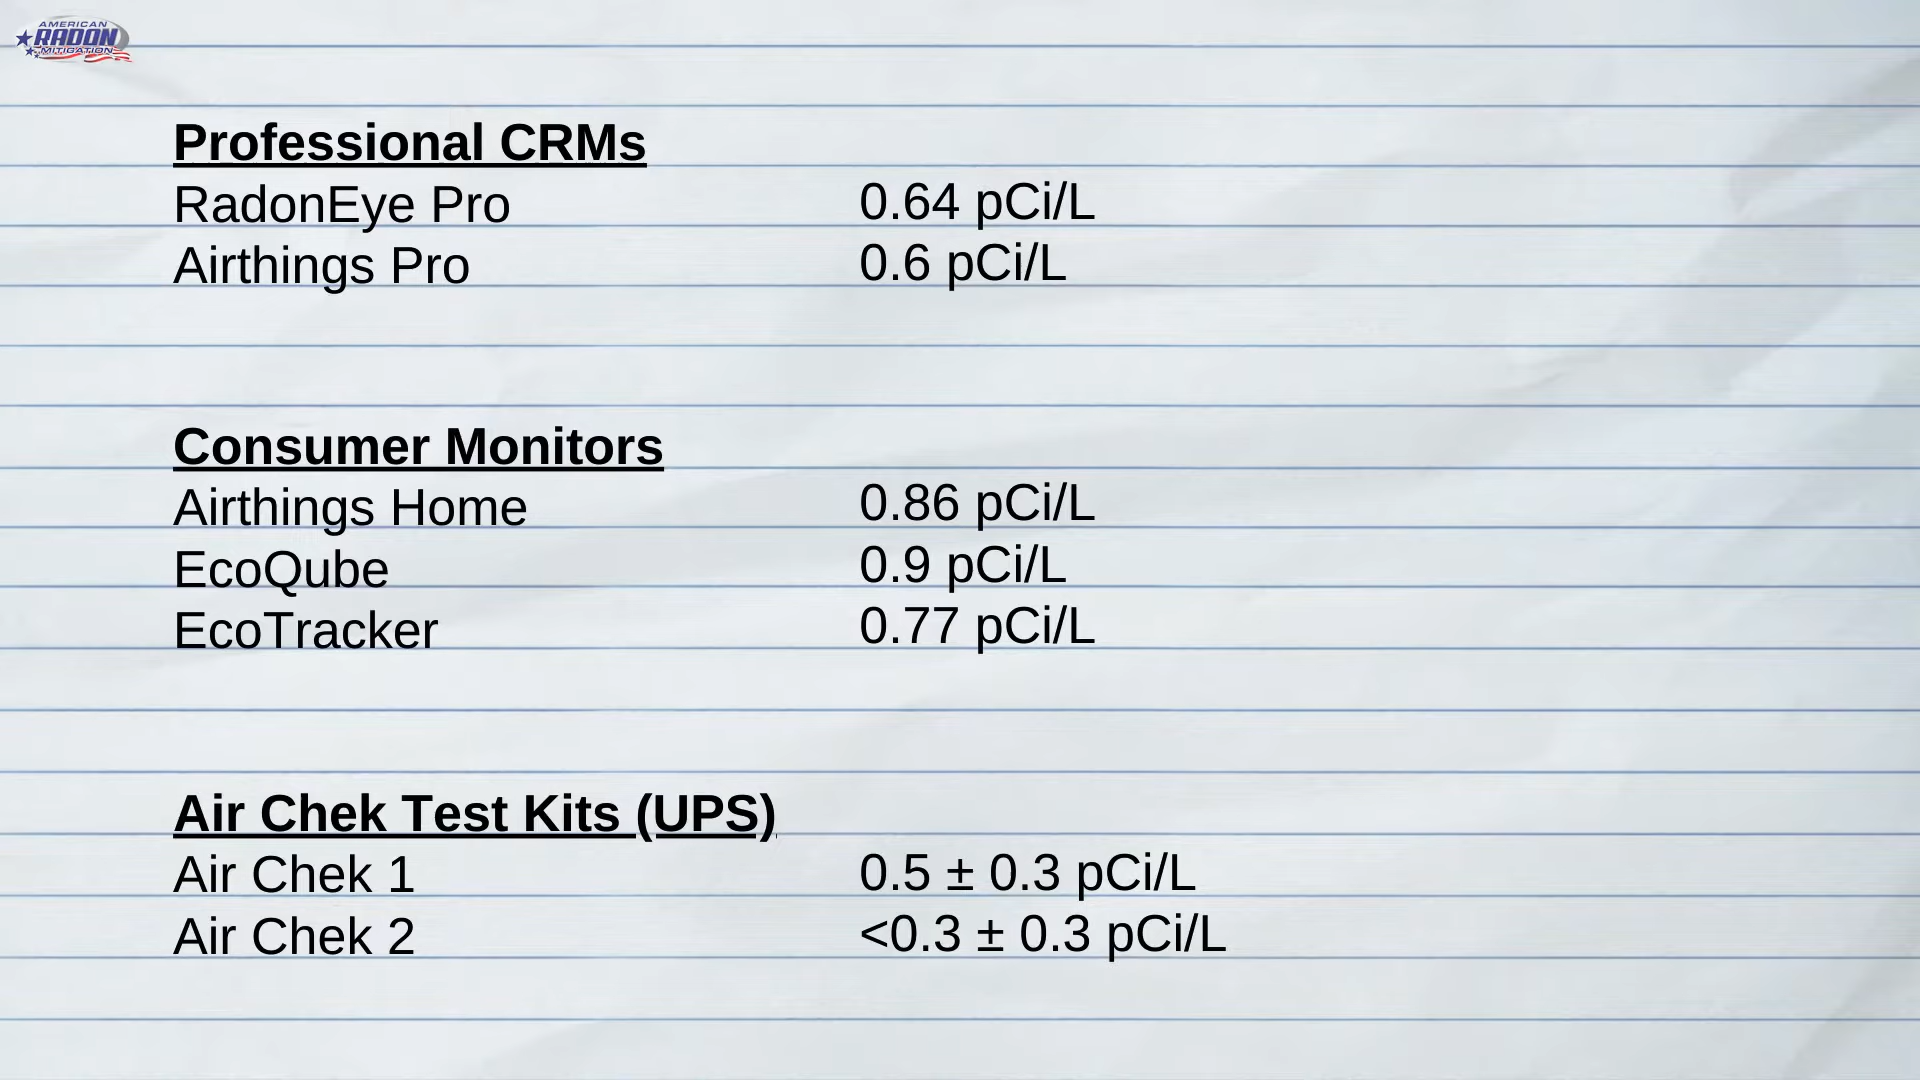 AMERICAN
RADON
MITIGATION
Professional CRMs
RadonEye Pro 0.64 pCi/L
Airthings Pro 0.6 pCi/L
Consumer Monitors
Airthings Home 0.86 pCi/L
EcoQube 0.9 pCi/L
EcoTracker 0.77 pCi/L
Air Chek Test Kits (UPS)
Air Chek 1 0.5 ± 0.3 pCi/L
Air Chek 2 <0.3 ± 0.3 pCi/L